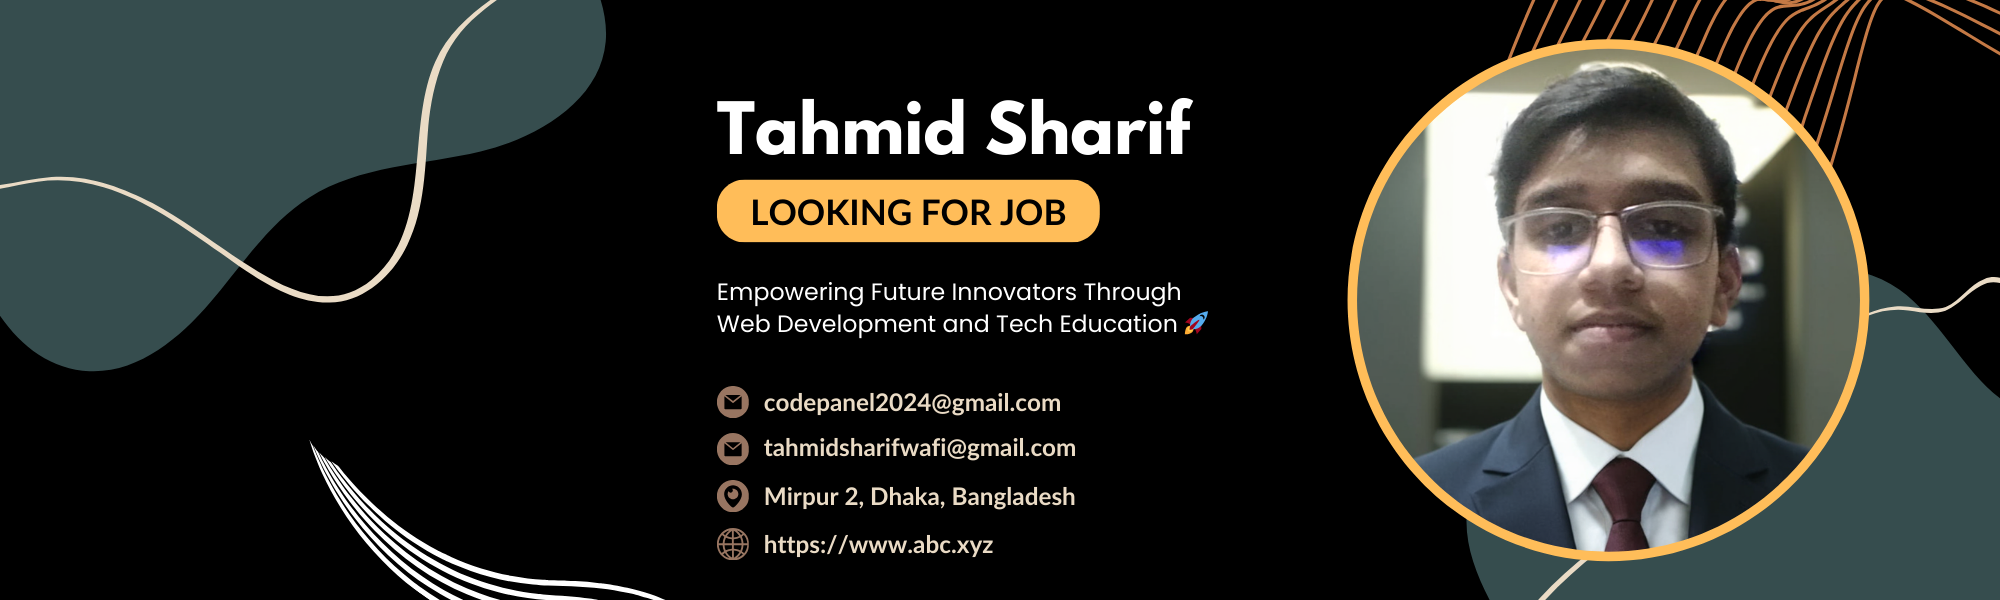 Tahmid Sharif
LOOKING FOR JOB
Empowering Future Innovators Through
Web Development and Tech Education 🚀
codepanel2024@gmail.com
tahmidsharifwafi@gmail.com
Mirpur 2, Dhaka, Bangladesh
https://www.abc.xyz